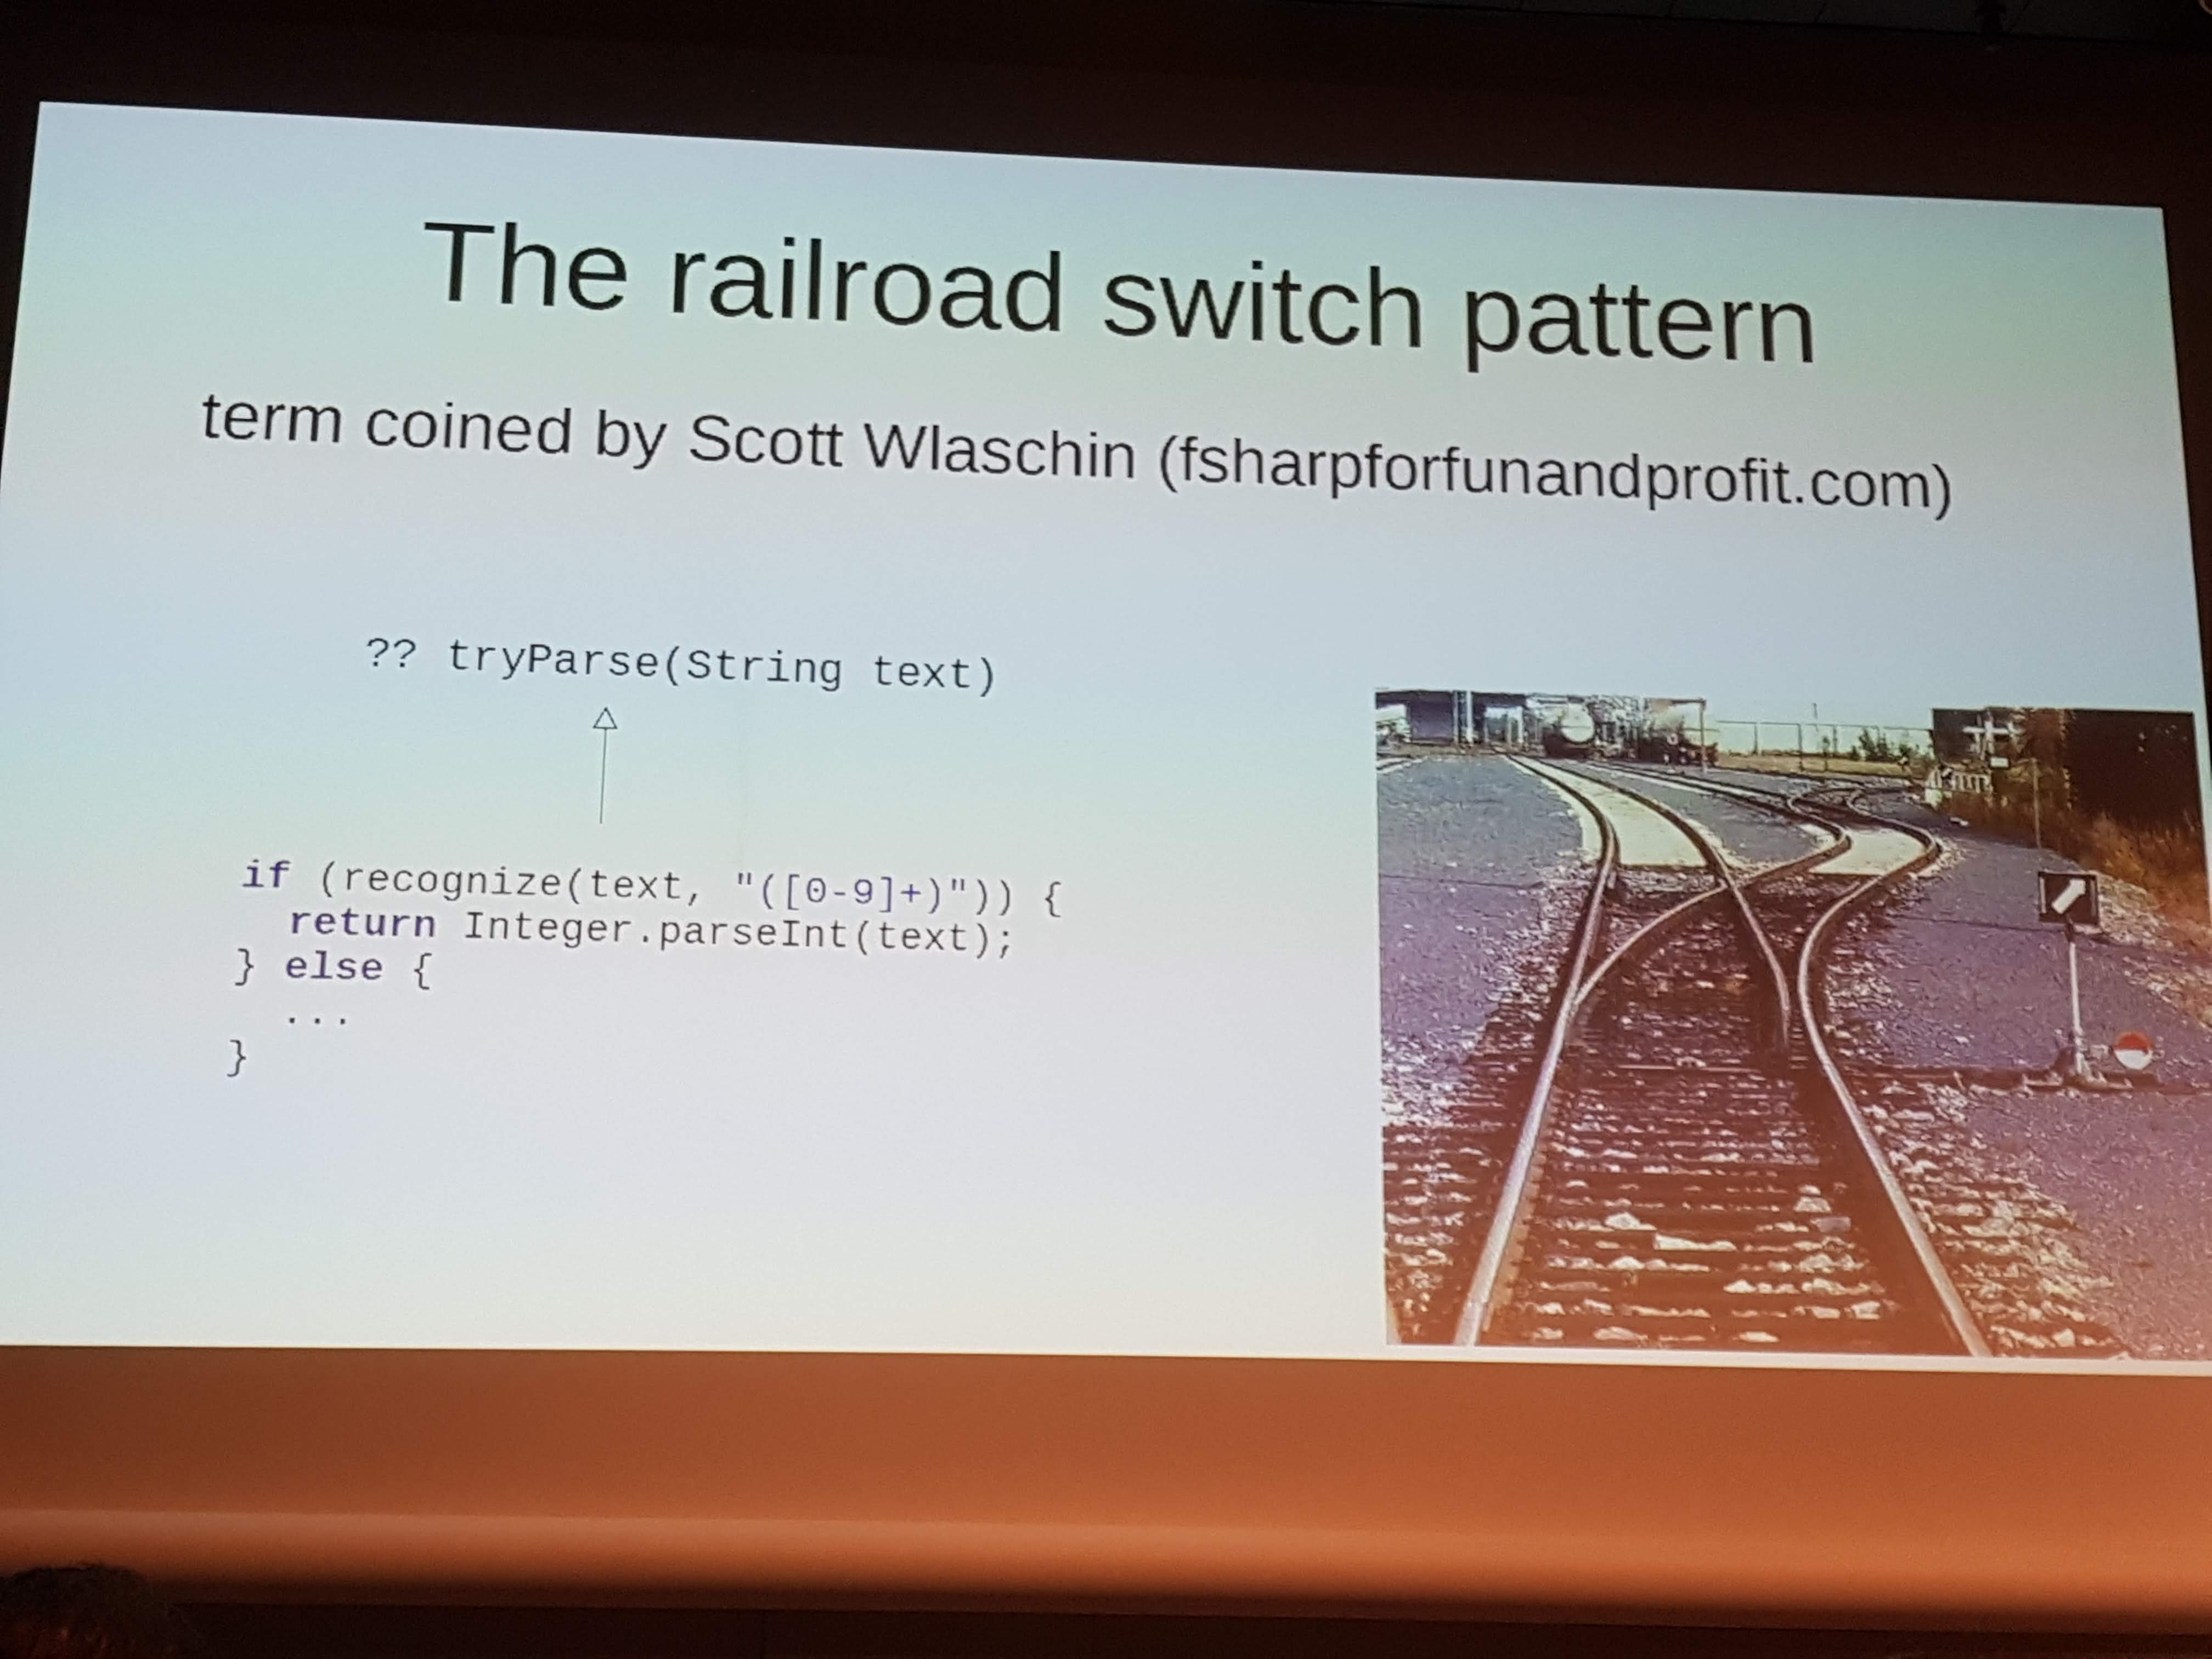 The railroad switch pattern
term coined by Scott Wlaschin (fsharpforfunandprofit.com)
?? tryParse(String text)
if (recognize(text, "([0-9]+)")) {
  return Integer.parseInt(text);
} else {
  ...
}